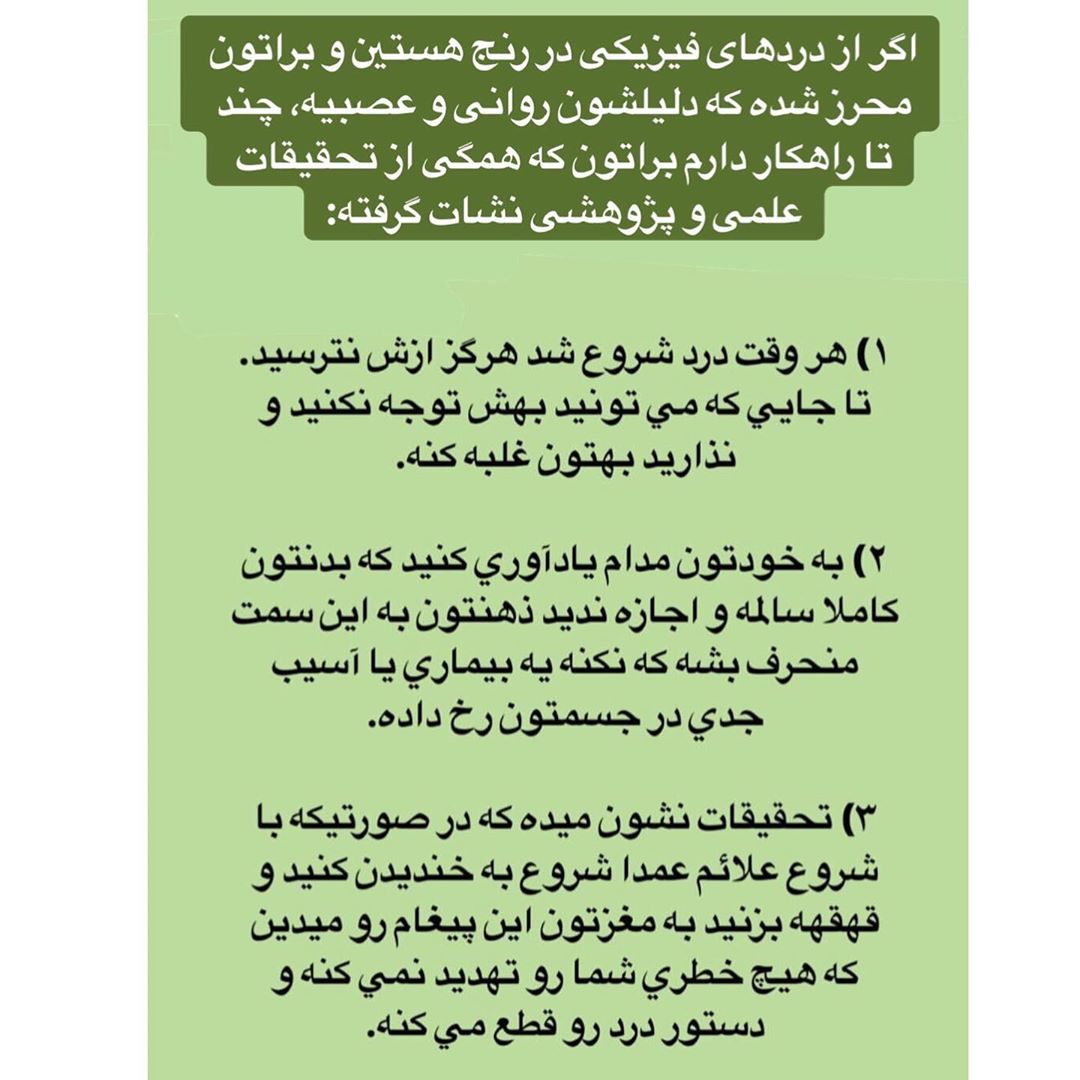 اگر از دردهای فیزیکی در رنج هستین و براتون
محرز شده که دلیلشون روانی و عصبیه، چند
تا راهکار دارم براتون که همگی از تحقیقات
علمی و پژوهشی نشات گرفته:
۱) هر وقت درد شروع شد هرگز ازش نترسید.
تا جايي كه مي تونيد بهش توجه نكنيد و
نذاريد بهتون غلبه كنه.
۲) به خودتون مدام يادآوري كنيد كه بدنتون
كاملا سالمه و اجازه نديد ذهنتون به اين سمت
منحرف بشه كه نكنه يه بيماري يا آسيب
جدي در جسمتون رخ داده.
۳) تحقيقات نشون ميده كه در صورتيكه با
شروع علائم عمدا شروع به خنديدن كنيد و
قهقهه بزنيد به مغزتون اين پيغام رو ميدين
كه هيچ خطري شما رو تهديد نمي كنه و
دستور درد رو قطع مي كنه.